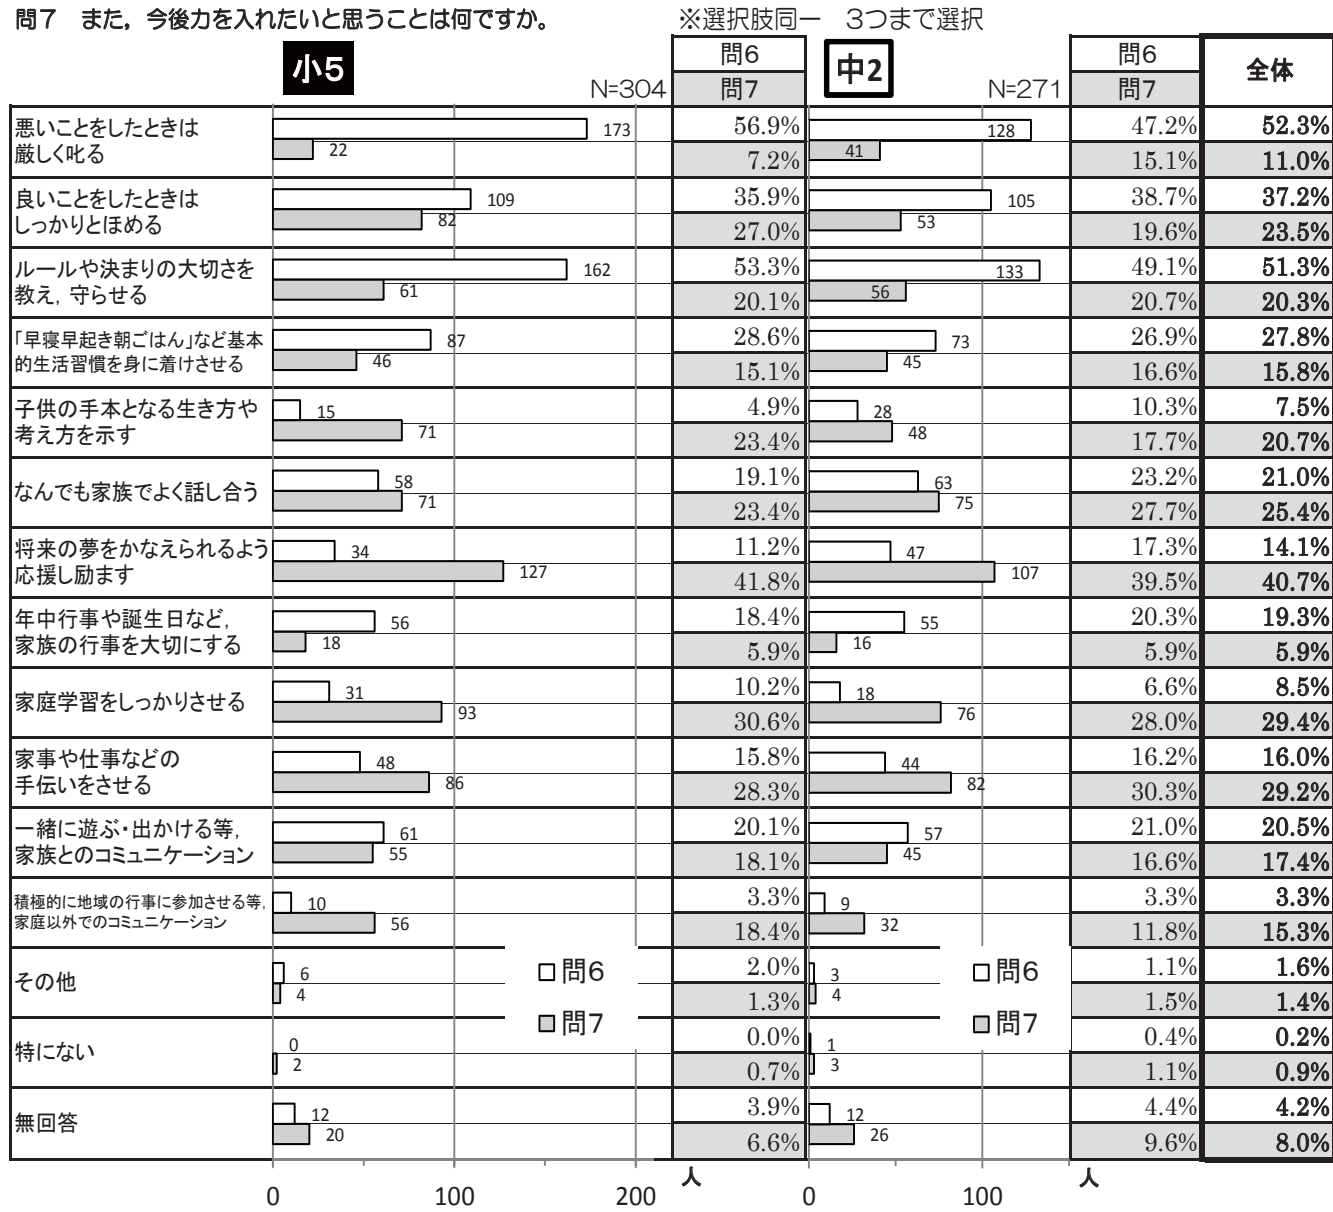 問7 また，今後力を入れたいと思うことは何ですか。 ※選択肢同一 3つまで選択
小5 N=304 問6 中2 N=271 問6 全体
問7 問7
悪いことをしたときは
厳しく叱る
173 56.9% 128 47.2% 52.3%
22 7.2% 41 15.1% 11.0%
良いことをしたときは
しっかりとほめる
109 35.9% 105 38.7% 37.2%
82 27.0% 53 19.6% 23.5%
ルールや決まりの大切さを
教え，守らせる
162 53.3% 133 49.1% 51.3%
61 20.1% 56 20.7% 20.3%
「早寝早起き朝ごはん」など基本
的生活習慣を身に着けさせる
87 28.6% 73 26.9% 27.8%
46 15.1% 45 16.6% 15.8%
子供の手本となる生き方や
考え方を示す
15 4.9% 28 10.3% 7.5%
71 23.4% 48 17.7% 20.7%
なんでも家族でよく話し合う
58 19.1% 63 23.2% 21.0%
71 23.4% 75 27.7% 25.4%
将来の夢をかなえられるよう
応援し励ます
34 11.2% 47 17.3% 14.1%
127 41.8% 107 39.5% 40.7%
年中行事や誕生日など，
家族の行事を大切にする
56 18.4% 55 20.3% 19.3%
18 5.9% 16 5.9% 5.9%
家庭学習をしっかりさせる
31 10.2% 18 6.6% 8.5%
93 30.6% 76 28.0% 29.4%
家事や仕事などの
手伝いをさせる
48 15.8% 44 16.2% 16.0%
86 28.3% 82 30.3% 29.2%
一緒に遊ぶ・出かける等，
家族とのコミュニケーション
61 20.1% 57 21.0% 20.5%
55 18.1% 45 16.6% 17.4%
積極的に地域の行事に参加させる等，
家庭以外でのコミュニケーション
10 3.3% 9 3.3% 3.3%
56 18.4% 32 11.8% 15.3%
その他
6 問6 2.0% 3 問6 1.1% 1.6%
4 問7 1.3% 4 問7 1.5% 1.4%
特にない
0 0.0% 1 0.4% 0.2%
2 0.7% 3 1.1% 0.9%
無回答
12 3.9% 12 4.4% 4.2%
20 6.6% 26 9.6% 8.0%
0 100 200 人 0 100 人